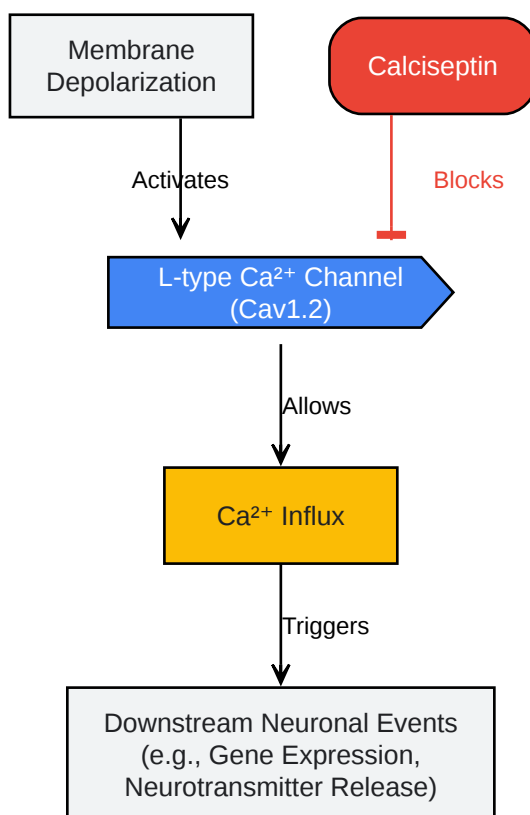 Membrane
Depolarization
Calciseptin
Activates
Blocks
L-type Ca²⁺ Channel
(Cav1.2)
Allows
Ca²⁺ Influx
Triggers
Downstream Neuronal Events
(e.g., Gene Expression,
Neurotransmitter Release)